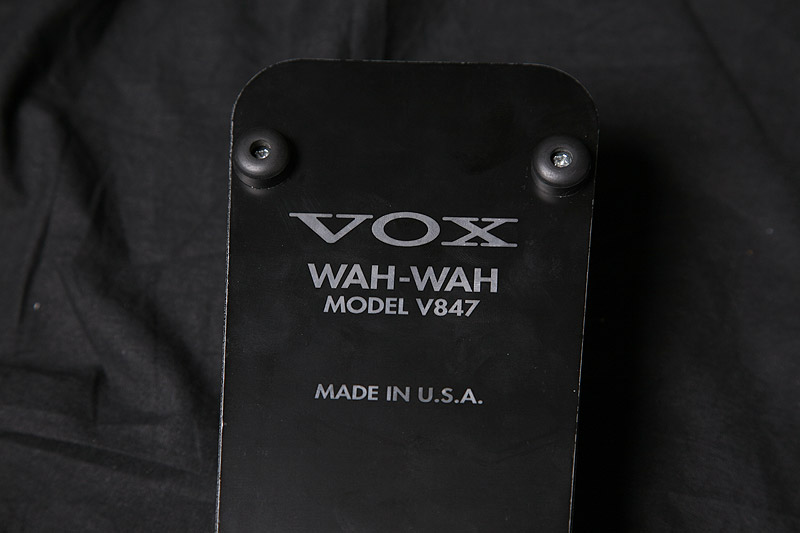 VOX
WAH-WAH
MODEL V847
MADE IN U.S.A.